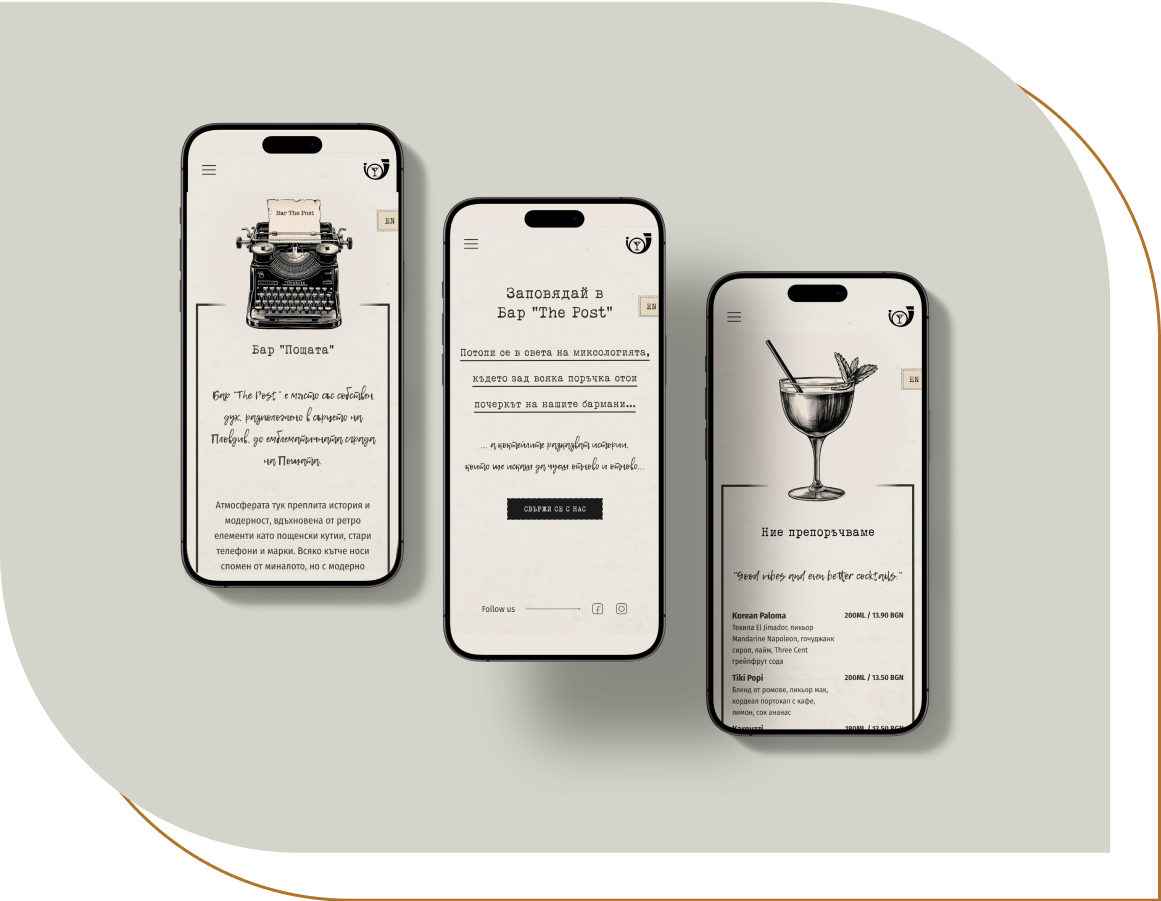 Bar The Post
EN
Бар "Пощата"
Бар "The Post" е място със собствен
дух, разположено в сърцето на
Пловдив, до емблематичната сграда
на Пощата.
Атмосферата тук преплита история и
модерност, вдъхновена от ретро
елементи като пощенски кутии, стари
телефони и марки. Всяко кътче носи
спомен от миналото, но с модерно
Заповядай в
Бар "The Post"
EN
Потопи се в света на миксологията,
където зад всяка поръчка стои
почеркът на нашите бармани...
... а коктейлите разказват истории,
които ще искаш да чуеш отново и отново...
СВЪРЖИ СЕ С НАС
Follow us
EN
Ние препоръчваме
"Good vibes and even better cocktails."
Korean Paloma 200ML / 13.90 BGN
Текила El Jimador, ликьор
Mandarine Napoleon, гочуджанк
сироп, лайм, Three Cent
грейпфрут сода
Tiki Popi 200ML / 13.50 BGN
Бленд от ромове, ликьор мак,
кордеал портокал с кафе,
лимон, сок ананас
180ML / 13.50 BGN